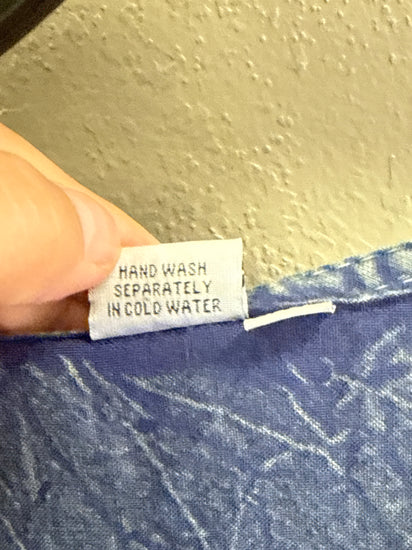 HAND WASH
SEPARATELY
IN COLD WATER